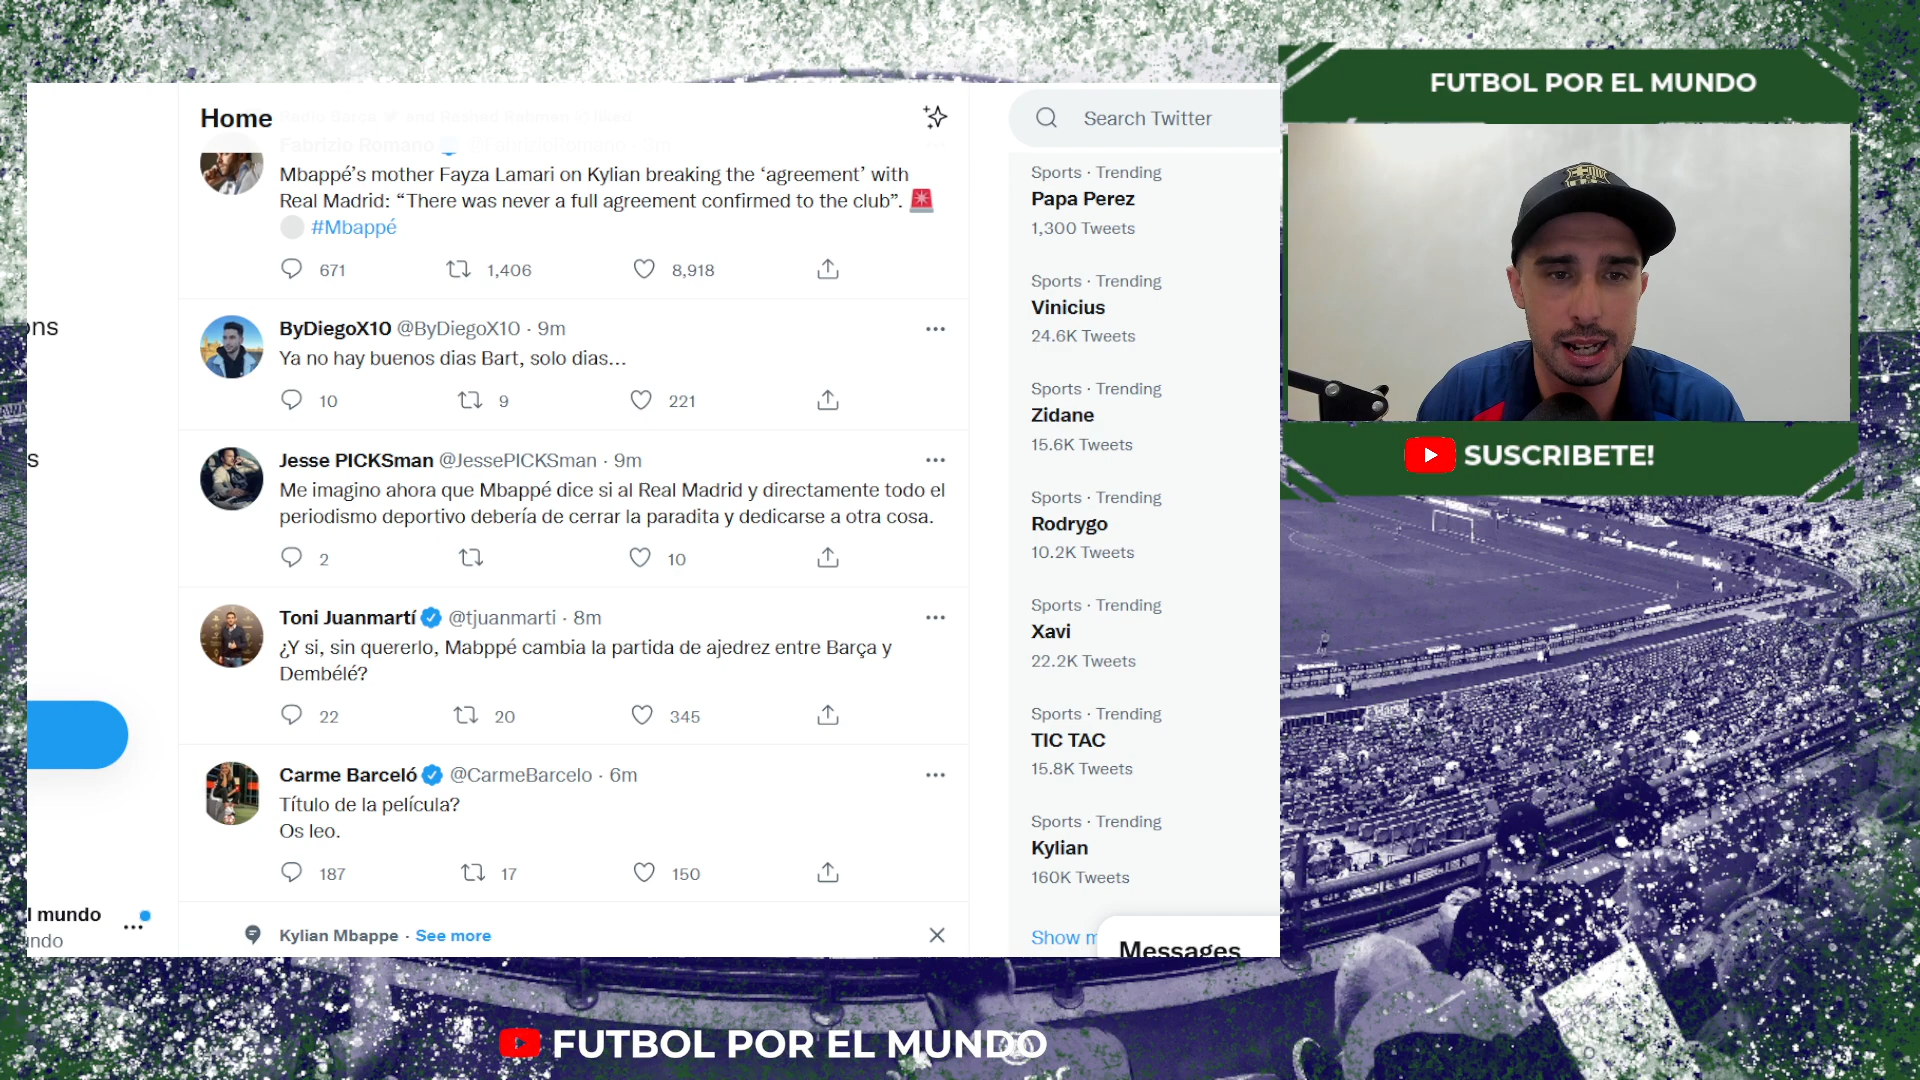 FUTBOL POR EL MUNDO
Home
Search Twitter
Fabrizio Romano @FabrizioRomano
Mbappé’s mother Fayza Lamari on Kylian breaking the ‘agreement’ with
Real Madrid: “There was never a full agreement confirmed to the club”.
#Mbappé
671 1,406 8,918
ByDiegoX10 @ByDiegoX10 · 9m
Ya no hay buenos dias Bart, solo dias...
10 9 221
Jesse PICKSman @JessePICKSman · 9m
Me imagino ahora que Mbappé dice si al Real Madrid y directamente todo el
periodismo deportivo debería de cerrar la paradita y dedicarse a otra cosa.
2 10
Toni Juanmartí @tjuanmarti · 8m
¿Y si, sin quererlo, Mabppé cambia la partida de ajedrez entre Barça y
Dembélé?
22 20 345
Carme Barceló @CarmeBarcelo · 6m
Título de la película?
Os leo.
187 17 150
Kylian Mbappe · See more
ons
s
l mundo
undo
Sports · Trending
Papa Perez
1,300 Tweets
Sports · Trending
Vinicius
24.6K Tweets
Sports · Trending
Zidane
15.6K Tweets
Sports · Trending
Rodrygo
10.2K Tweets
Sports · Trending
Xavi
22.2K Tweets
Sports · Trending
TIC TAC
15.8K Tweets
Sports · Trending
Kylian
160K Tweets
Show m
Messages
SUSCRIBETE!
FUTBOL POR EL MUNDO